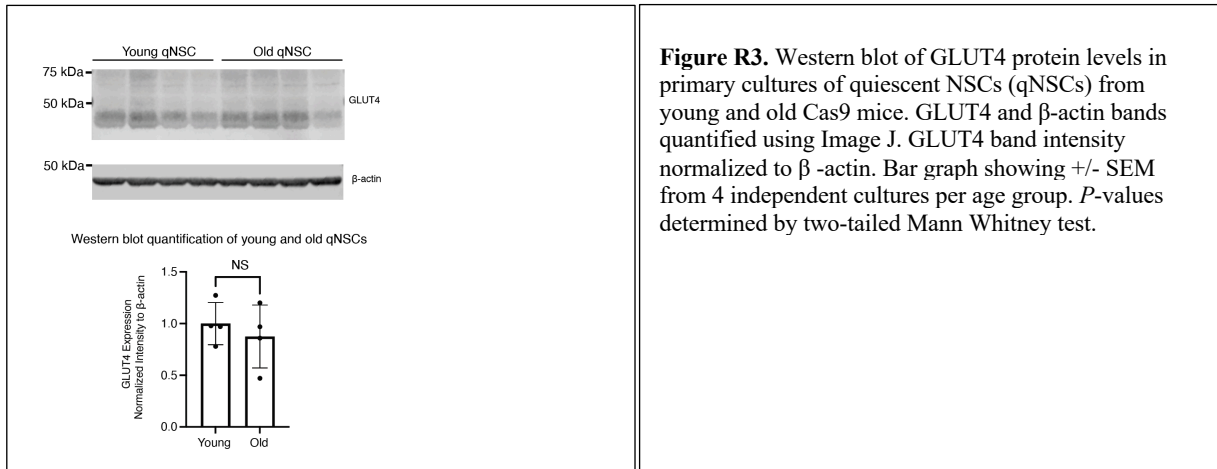 Young qNSC
Old qNSC
75 kDa
50 kDa
GLUT4
50 kDa
β-actin
Western blot quantification of young and old qNSCs
GLUT4 Expression
Normalized Intensity to β-actin
NS
1.5
1.0
0.5
0.0
Young
Old
Figure R3. Western blot of GLUT4 protein levels in
primary cultures of quiescent NSCs (qNSCs) from
young and old Cas9 mice. GLUT4 and β-actin bands
quantified using Image J. GLUT4 band intensity
normalized to β -actin. Bar graph showing +/- SEM
from 4 independent cultures per age group. P-values
determined by two-tailed Mann Whitney test.